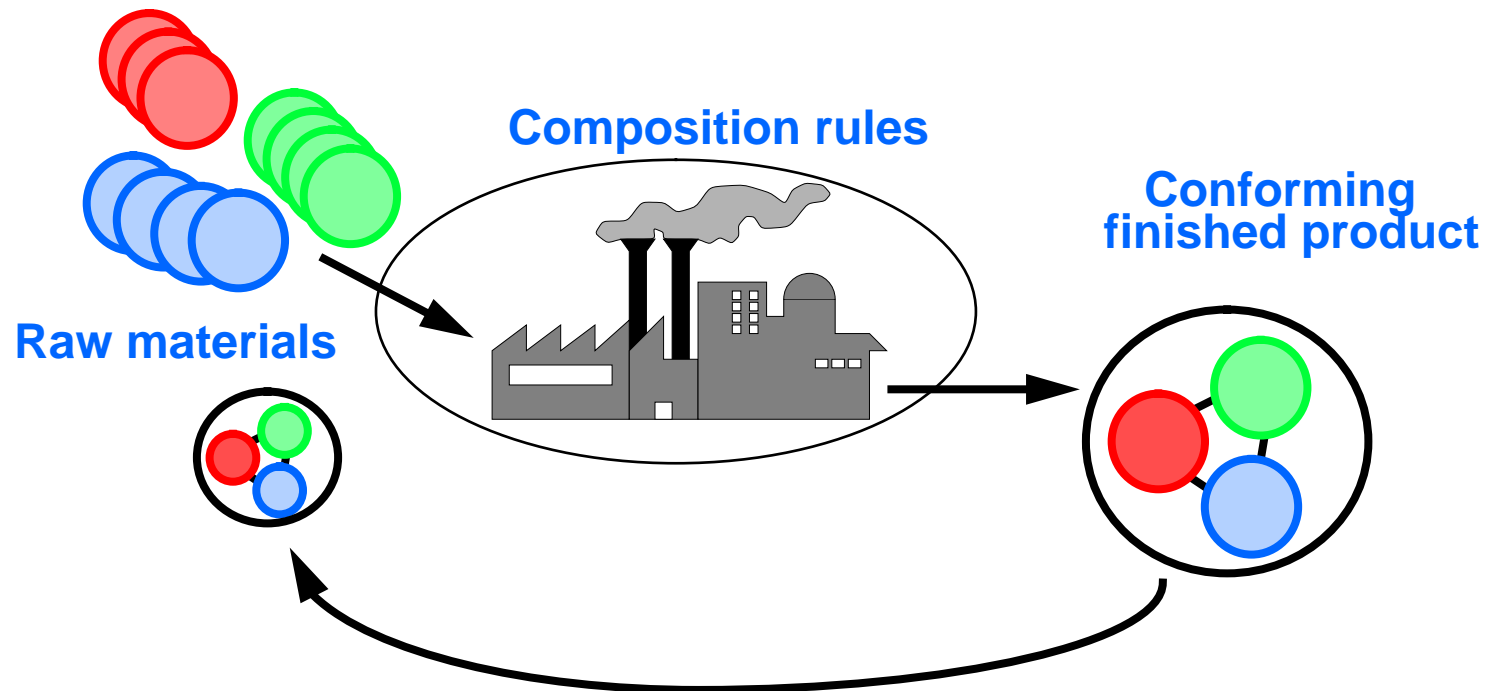 Composition rules
Conforming
finished product
Raw materials